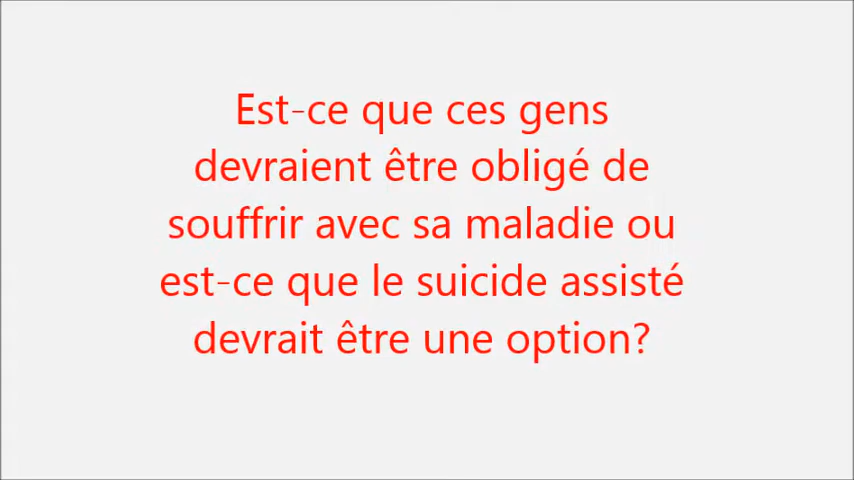 Est-ce que ces gens
devraient être obligé de
souffrir avec sa maladie ou
est-ce que le suicide assisté
devrait être une option?